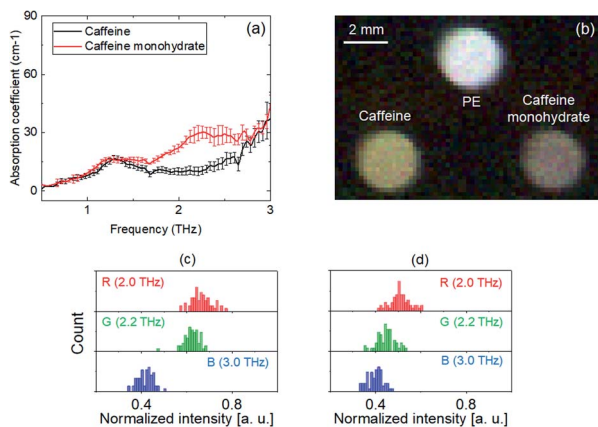 90
60
30
0
Absorption coefficient (cm-1)
Caffeine
Caffeine monohydrate
(a)
1
2
3
Frequency (THz)
2 mm
(b)
PE
Caffeine
Caffeine
monohydrate
(c)
R (2.0 THz)
G (2.2 THz)
B (3.0 THz)
Count
0.4
0.8
Normalized intensity [a. u.]
(d)
R (2.0 THz)
G (2.2 THz)
B (3.0 THz)
0.4
0.8
Normalized intensity [a. u.]